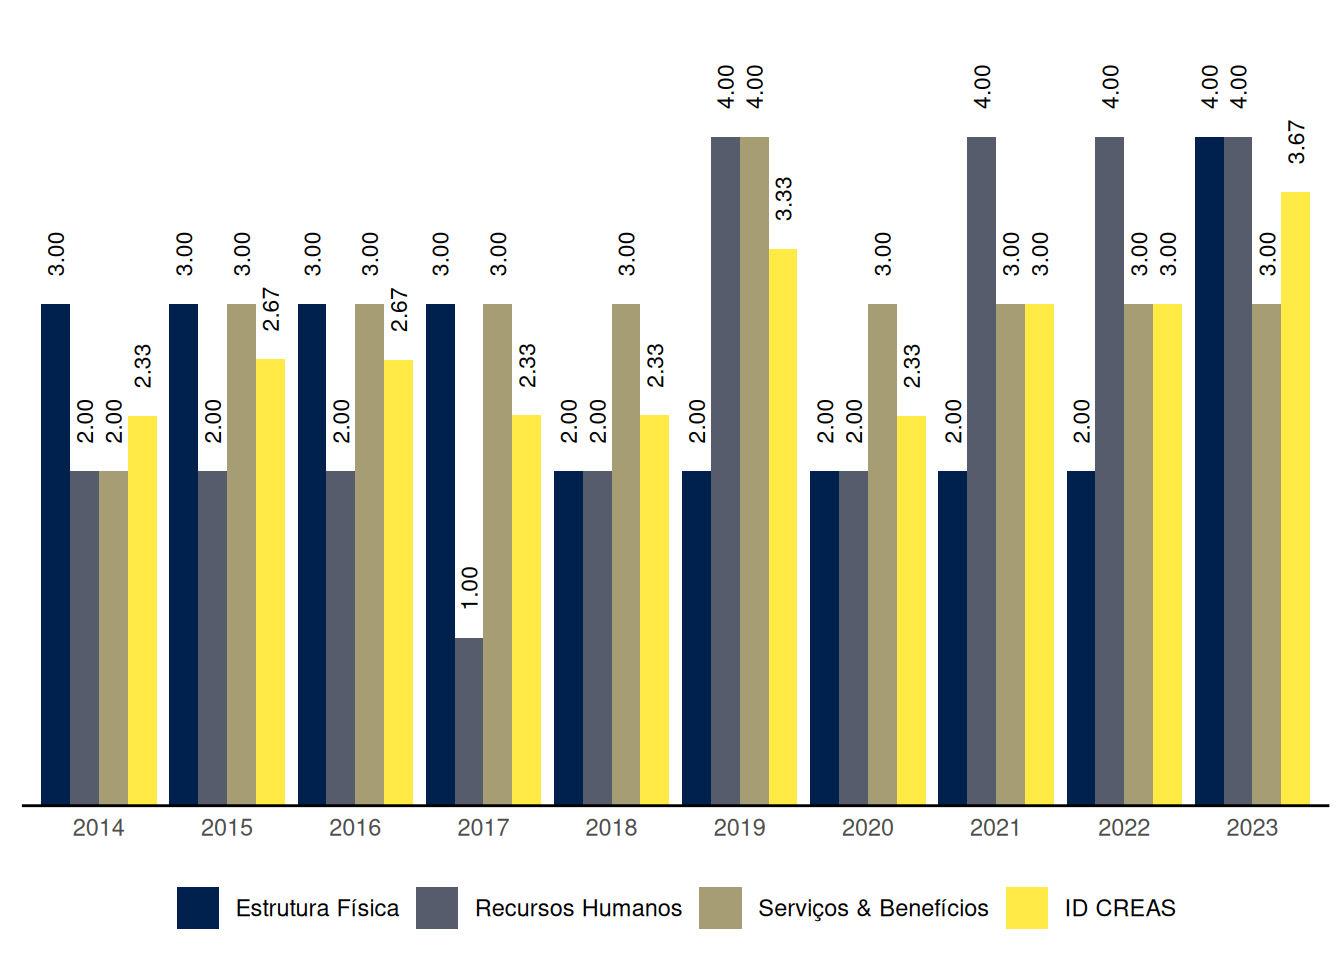 3.00 2.00 2.00 2.33 3.00 2.00 3.00 2.67 3.00 2.00 3.00 2.67 3.00 1.00 3.00 2.33 2.00 2.00 3.00 2.33 2.00 4.00 4.00 3.33 2.00 2.00 3.00 2.33 2.00 4.00 3.00 3.00 2.00 4.00 3.00 3.00 4.00 4.00 3.00 3.67
2014 2015 2016 2017 2018 2019 2020 2021 2022 2023
Estrutura Física Recursos Humanos Serviços & Benefícios ID CREAS